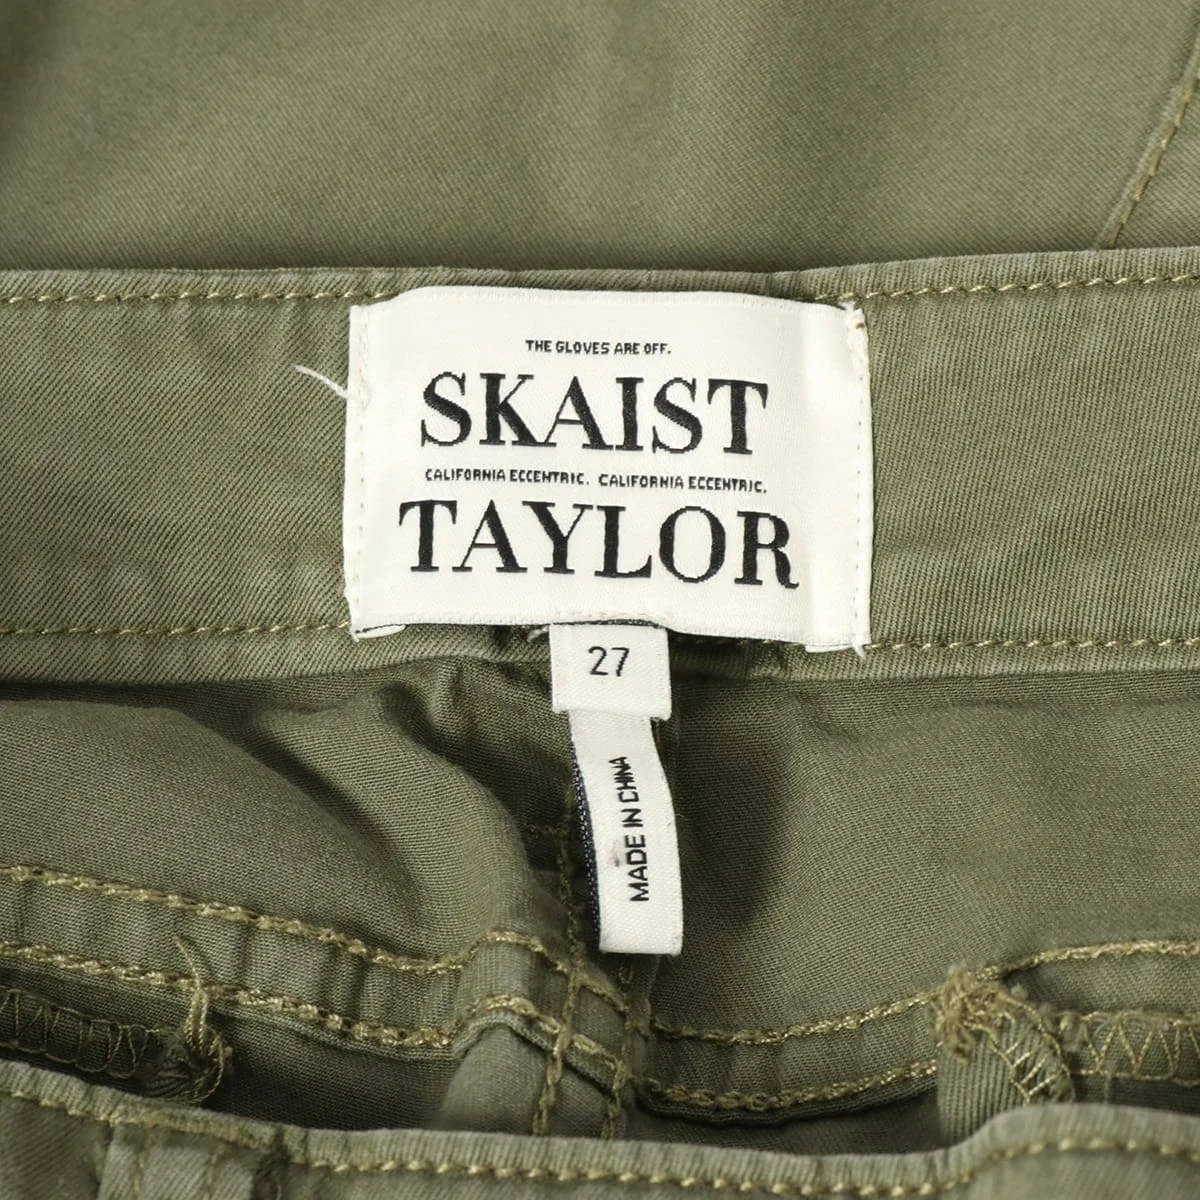 THE GLOVES ARE OFF.
SKAIST
CALIFORNIA ECCENTRIC. CALIFORNIA ECCENTRIC.
TAYLOR
27
MADE IN CHINA